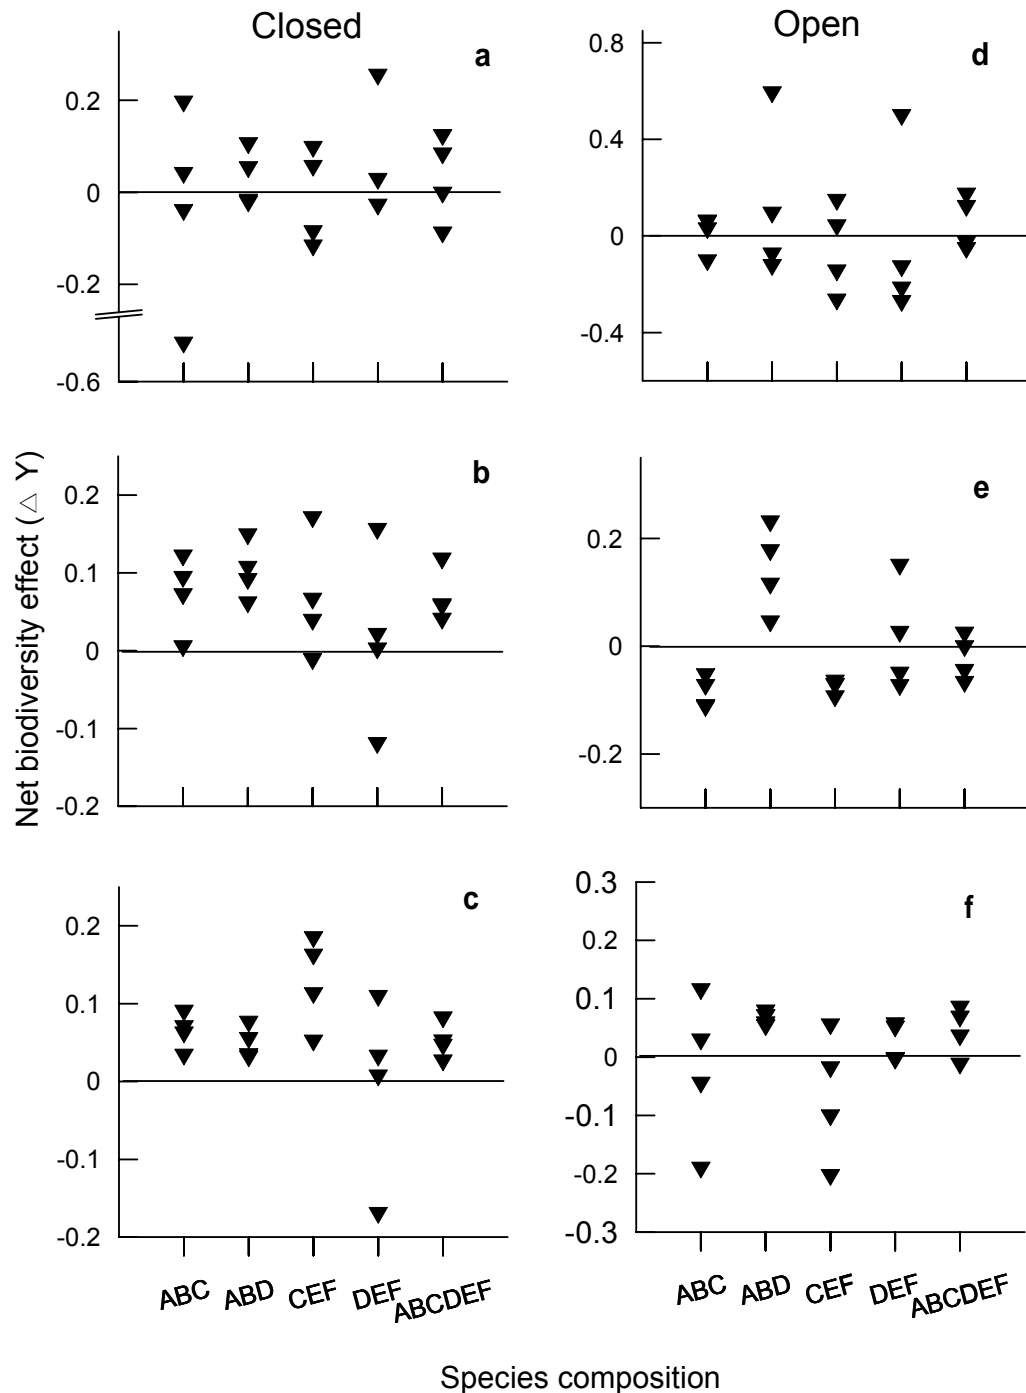 Closed
Open
a
0.2
0
-0.2
-0.6
d
0.8
0.4
0
-0.4
Net biodiversity effect (△ Y)
b
0.2
0.1
0
-0.1
-0.2
e
0.2
0
-0.2
c
0.2
0.1
0
-0.1
-0.2
f
0.3
0.2
0.1
0
-0.1
-0.2
-0.3
ABC ABD CEF DEF ABCDEF
ABC ABD CEF DEF ABCDEF
Species composition